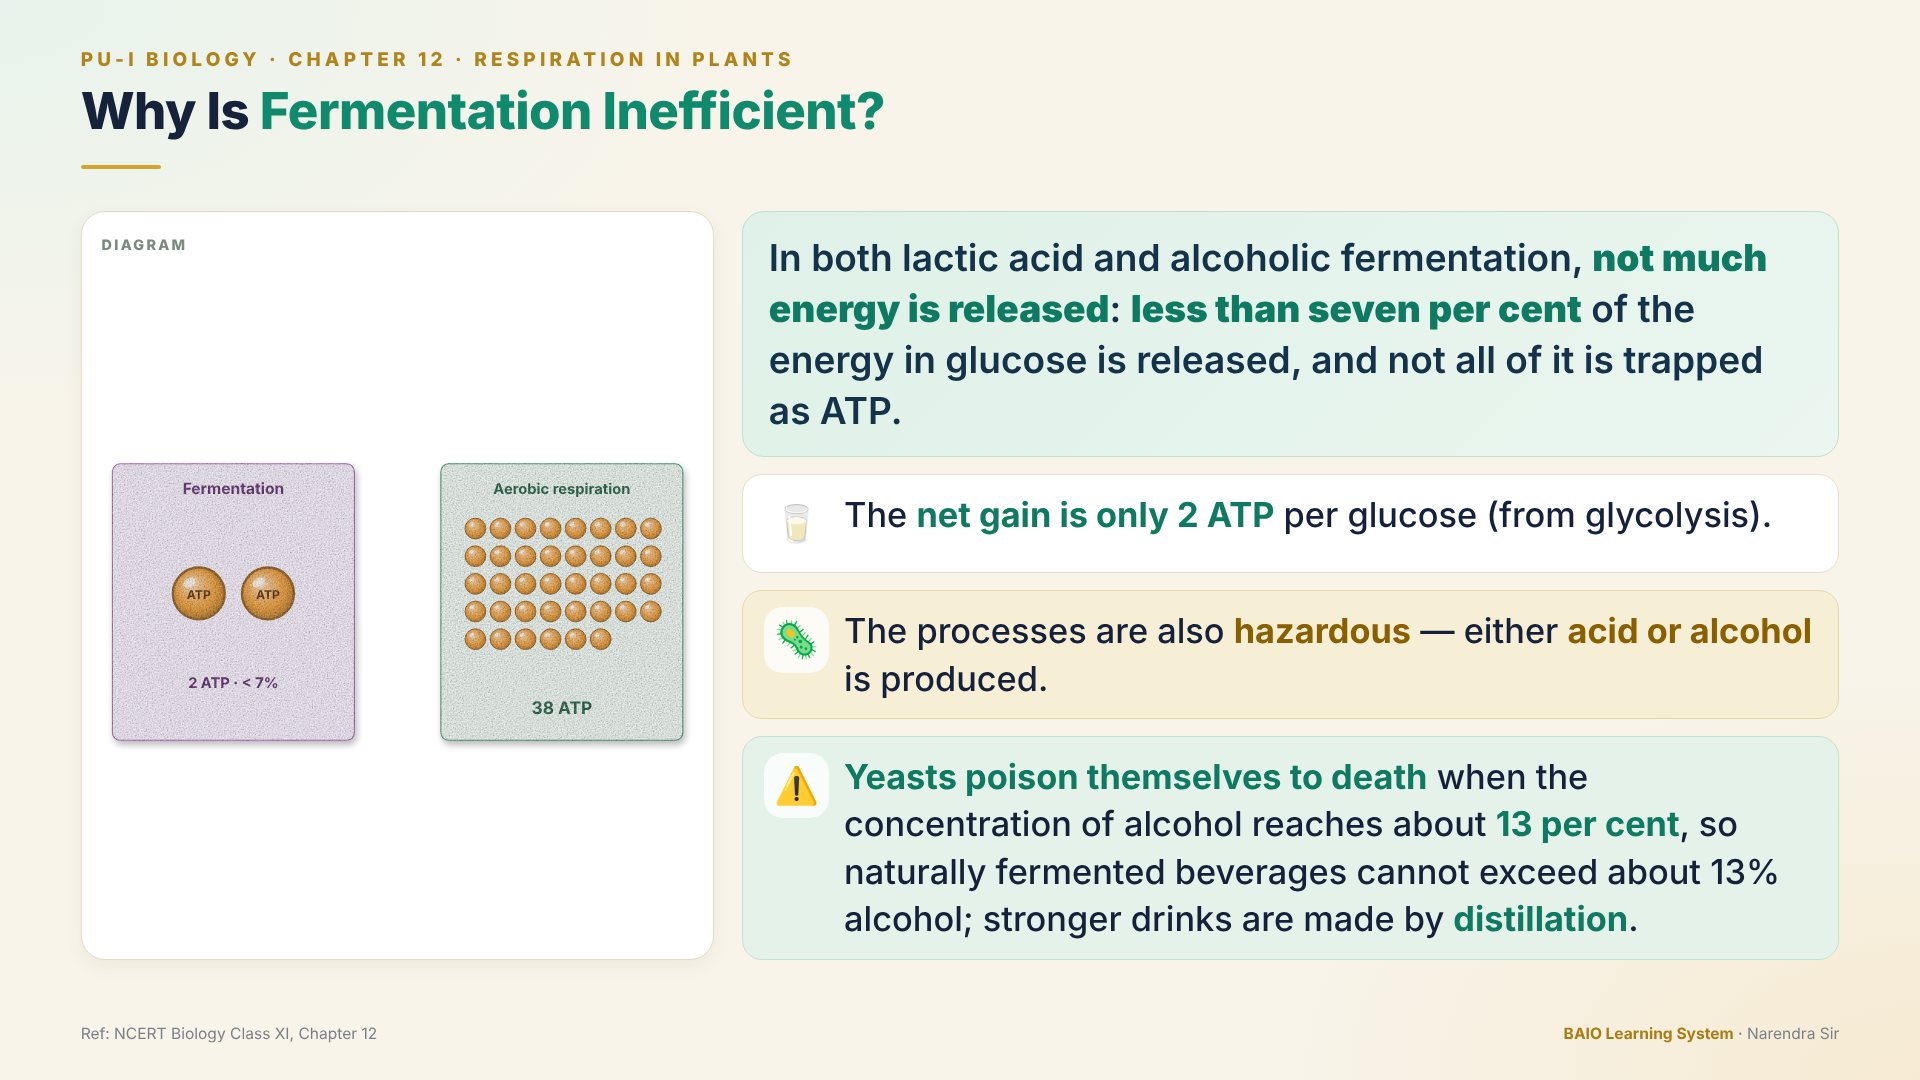 PU-I BIOLOGY · CHAPTER 12 · RESPIRATION IN PLANTS
Why Is Fermentation Inefficient?
DIAGRAM
Fermentation
ATP ATP
2 ATP · < 7%
Aerobic respiration
38 ATP
In both lactic acid and alcoholic fermentation, not much
energy is released: less than seven per cent of the
energy in glucose is released, and not all of it is trapped
as ATP.
The net gain is only 2 ATP per glucose (from glycolysis).
The processes are also hazardous — either acid or alcohol
is produced.
Yeasts poison themselves to death when the
concentration of alcohol reaches about 13 per cent, so
naturally fermented beverages cannot exceed about 13%
alcohol; stronger drinks are made by distillation.
Ref: NCERT Biology Class XI, Chapter 12
BAIO Learning System · Narendra Sir